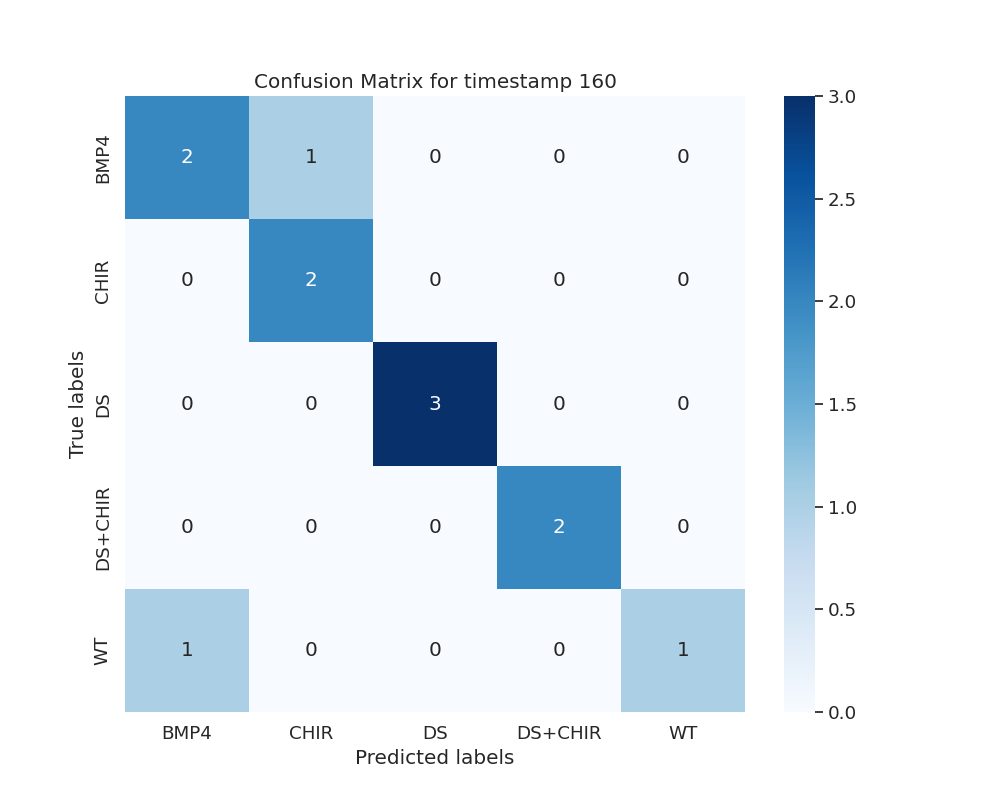 Confusion Matrix for timestamp 160
BMP4 2 1 0 0 0
CHIR 0 2 0 0 0
DS 0 0 3 0 0
DS+CHIR 0 0 0 2 0
WT 1 0 0 0 1
BMP4 CHIR DS DS+CHIR WT
True labels
Predicted labels
3.0
2.5
2.0
1.5
1.0
0.5
0.0